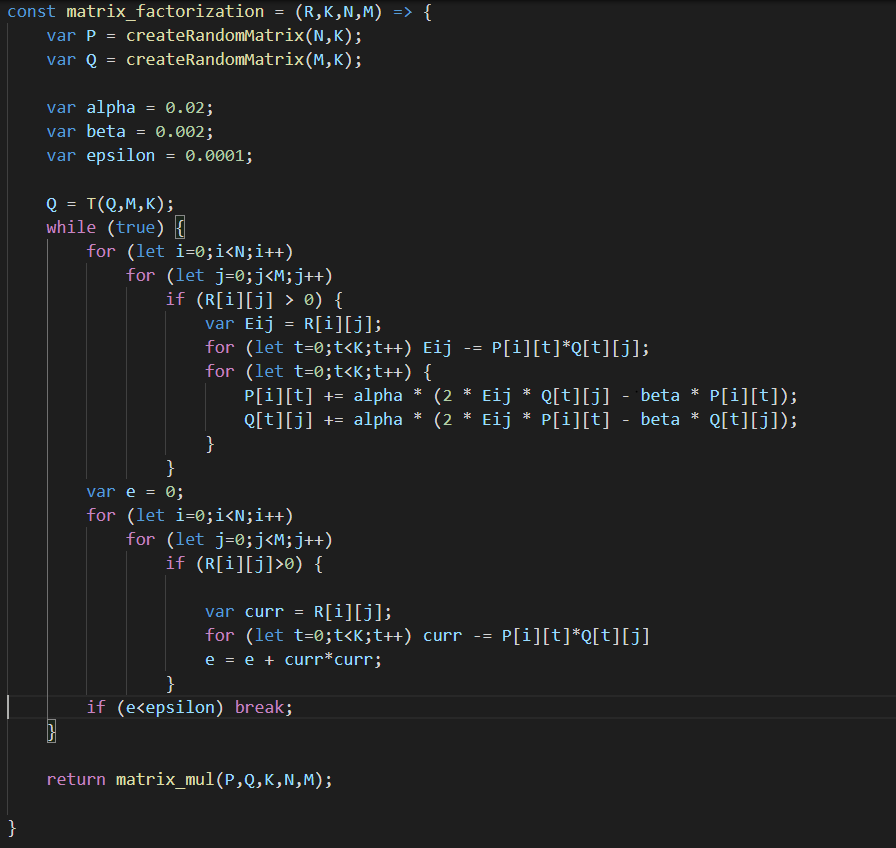 const matrix_factorization = (R,K,N,M) => {
    var P = createRandomMatrix(N,K);
    var Q = createRandomMatrix(M,K);

    var alpha = 0.02;
    var beta = 0.002;
    var epsilon = 0.0001;

    Q = T(Q,M,K);
    while (true) {
        for (let i=0;i<N;i++)
            for (let j=0;j<M;j++)
                if (R[i][j] > 0) {
                    var Eij = R[i][j];
                    for (let t=0;t<K;t++) Eij -= P[i][t]*Q[t][j];
                    for (let t=0;t<K;t++) {
                        P[i][t] += alpha * (2 * Eij * Q[t][j] - beta * P[i][t]);
                        Q[t][j] += alpha * (2 * Eij * P[i][t] - beta * Q[t][j]);
                    }
                }
        var e = 0;
        for (let i=0;i<N;i++)
            for (let j=0;j<M;j++)
                if (R[i][j]>0) {

                    var curr = R[i][j];
                    for (let t=0;t<K;t++) curr -= P[i][t]*Q[t][j]
                    e = e + curr*curr;
                }
        if (e<epsilon) break;
    }

    return matrix_mul(P,Q,K,N,M);

}